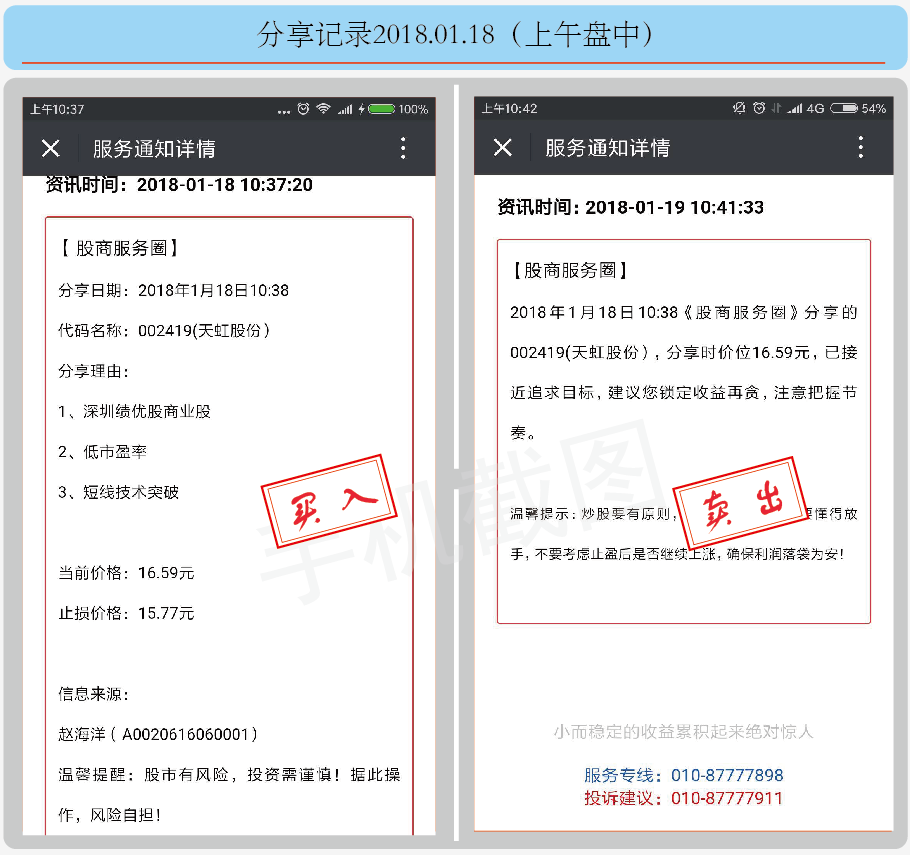 分享记录2018.01.18（上午盘中）
上午10:37
100%
服务通知详情
资讯时间：2018-01-18 10:37:20
【 股商服务圈】
分享日期：2018年1月18日10:38
代码名称：002419(天虹股份）
分享理由：
1、深圳绩优股商业股
2、低市盈率
3、短线技术突破
买入
当前价格：16.59元
止损价格：15.77元
信息来源：
赵海洋（ A0020616060001）
温馨提醒：股市有风险，投资需谨慎！据此操
作，风险自担！
上午10:42
4G
54%
服务通知详情
资讯时间：2018-01-19 10:41:33
【股商服务圈】
2018年1月18日10:38《股商服务圈》分享的
002419(天虹股份），分享时价位16.59元，已接
近追求目标，建议您锁定收益再贪，注意把握节
奏。
卖出
温馨提示：炒股要有原则，
懂得放
手，不要考虑止盈后是否继续上涨，确保利润落袋为安！
小而稳定的收益累积起来绝对惊人
服务专线：010-87777898
投诉建议：010-87777911
手机截图